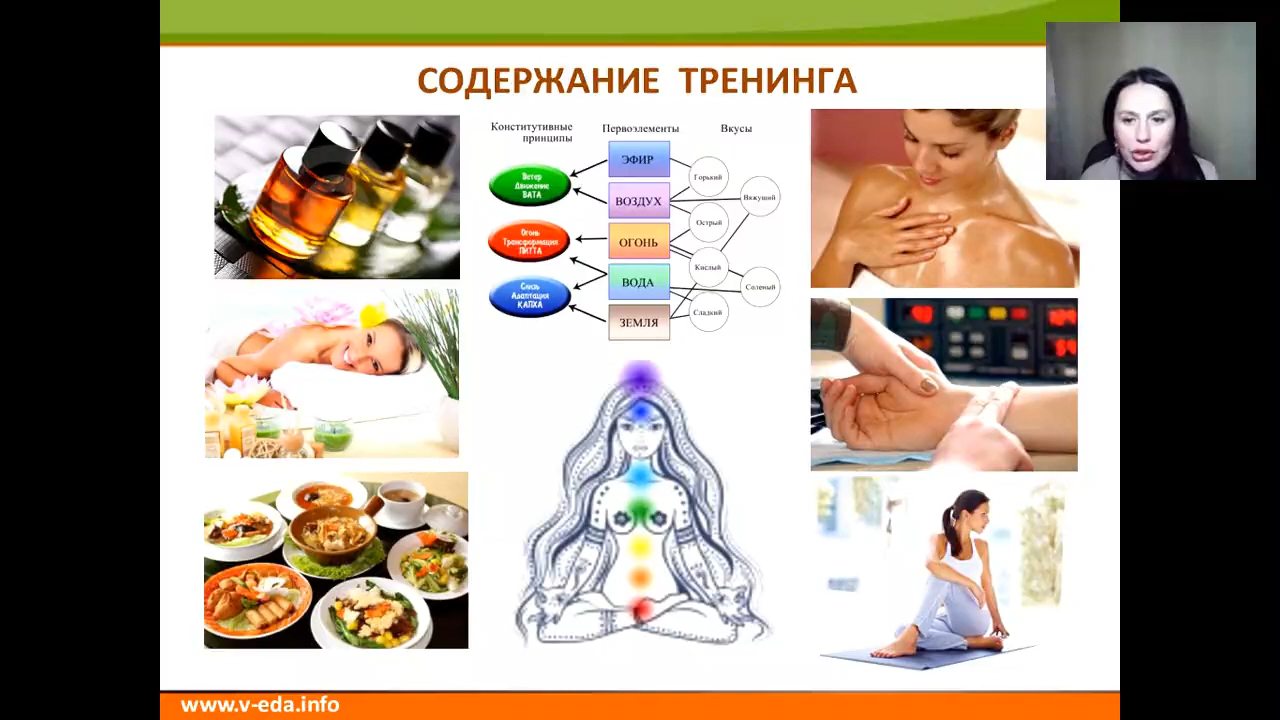 СОДЕРЖАНИЕ ТРЕНИНГА
Конститутивные
принципы
Первоэлементы
Вкусы
Ветер
Движение
ВАТА
Огонь
Трансформация
ПИТТА
Слизь
Адаптация
КАПХА
ЭФИР
ВОЗДУХ
ОГОНЬ
ВОДА
ЗЕМЛЯ
Горький
Вяжущий
Острый
Кислый
Соленый
Сладкий
www.v-eda.info